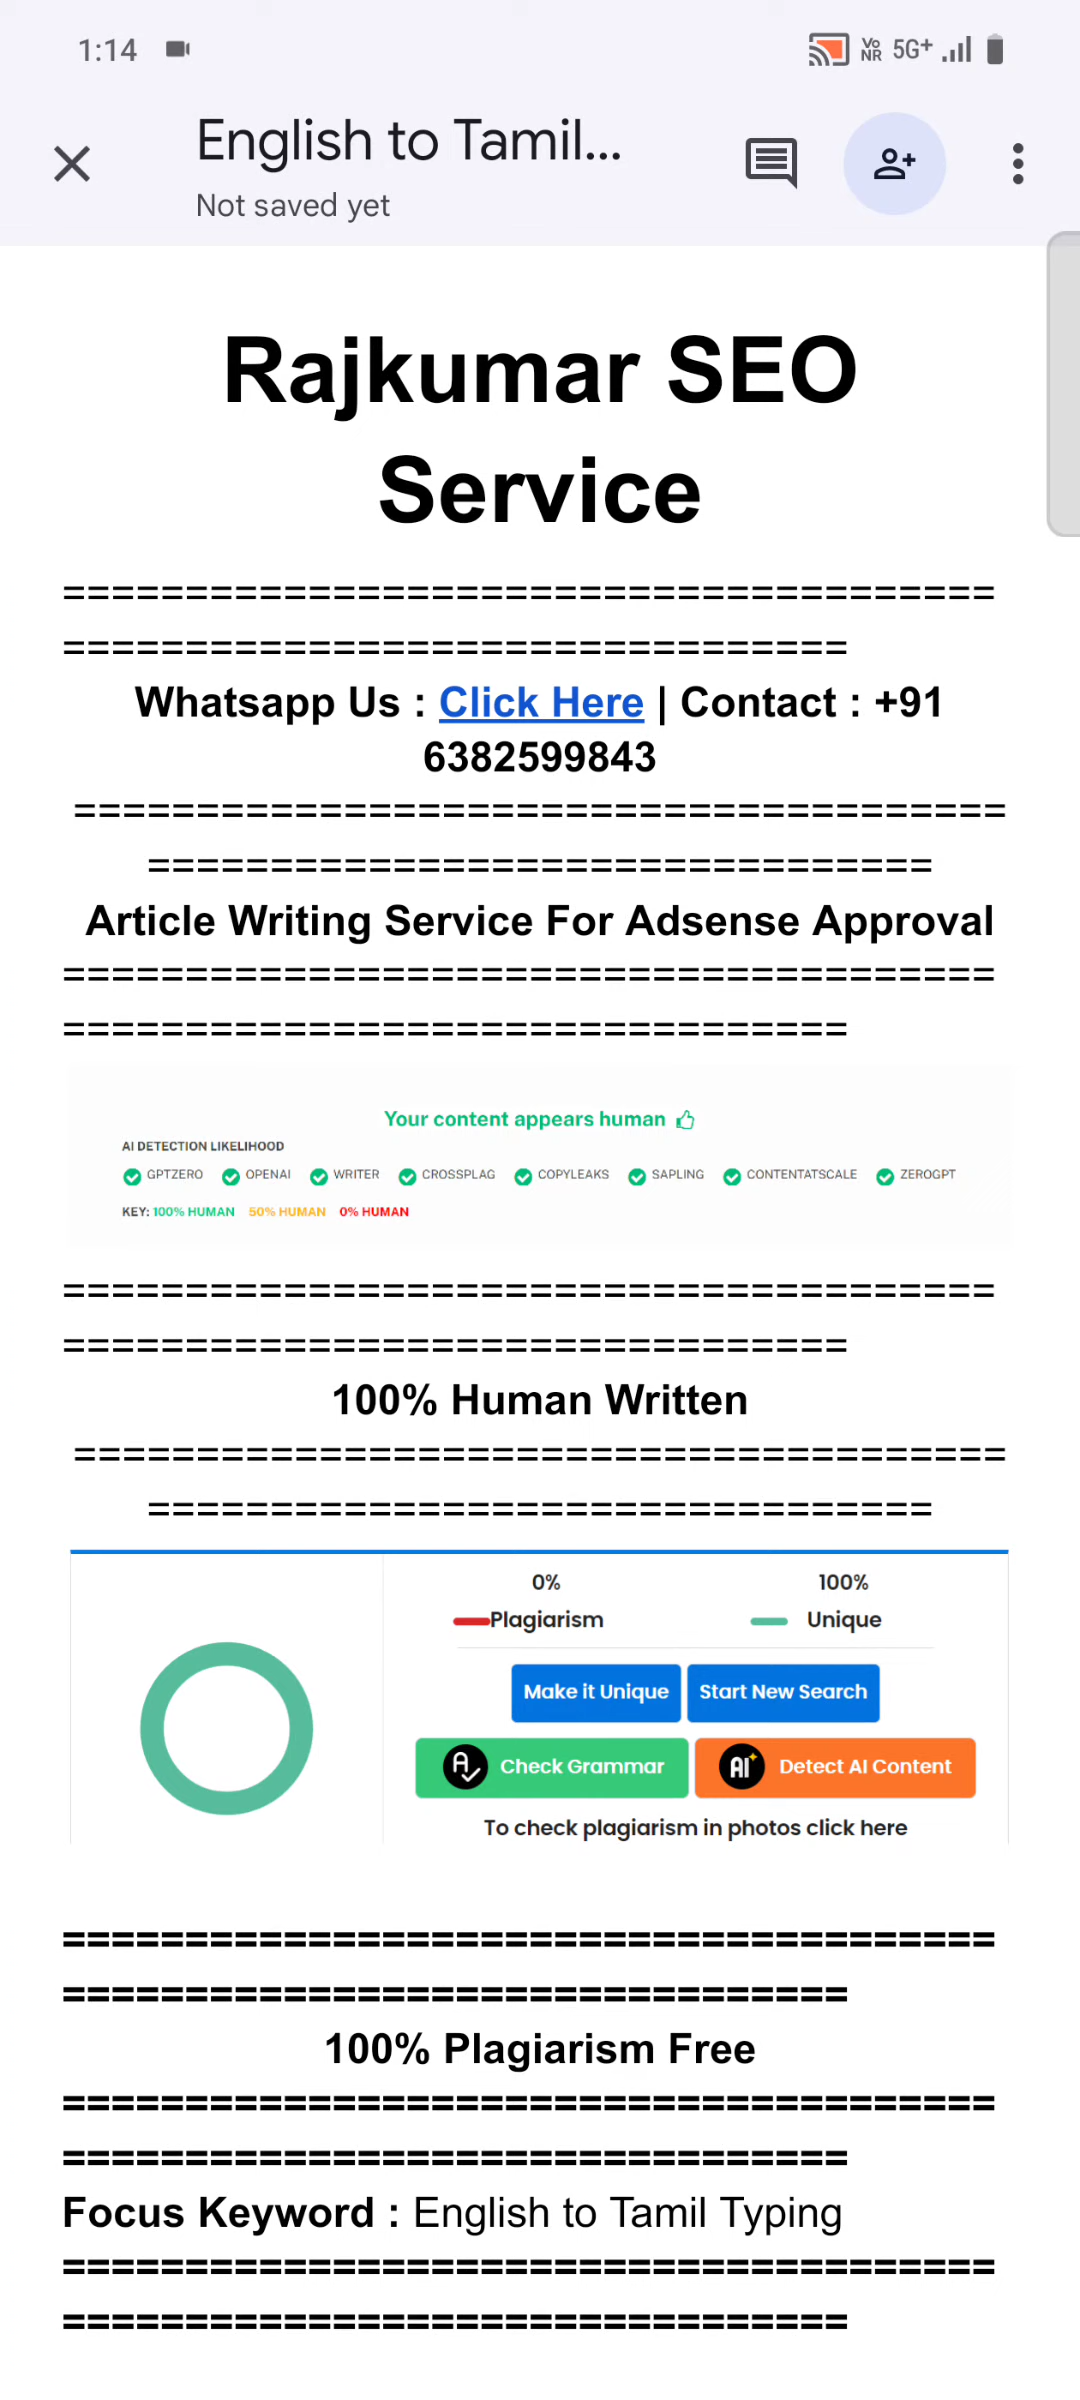 1:14 Vo NR 5G+
English to Tamil...
Not saved yet
Rajkumar SEO
Service
======================================
================================
Whatsapp Us : Click Here | Contact : +91
6382599843
======================================
================================
Article Writing Service For Adsense Approval
======================================
================================
Your content appears human
AI DETECTION LIKELIHOOD
GPTZERO OPENAI WRITER CROSSPLAG COPYLEAKS SAPLING CONTENTATSCALE ZEROGPT
KEY: 100% HUMAN 50% HUMAN 0% HUMAN
======================================
================================
100% Human Written
======================================
================================
0% 100%
Plagiarism Unique
Make it Unique Start New Search
A Check Grammar AI Detect AI Content
To check plagiarism in photos click here
======================================
================================
100% Plagiarism Free
======================================
================================
Focus Keyword : English to Tamil Typing
======================================
================================